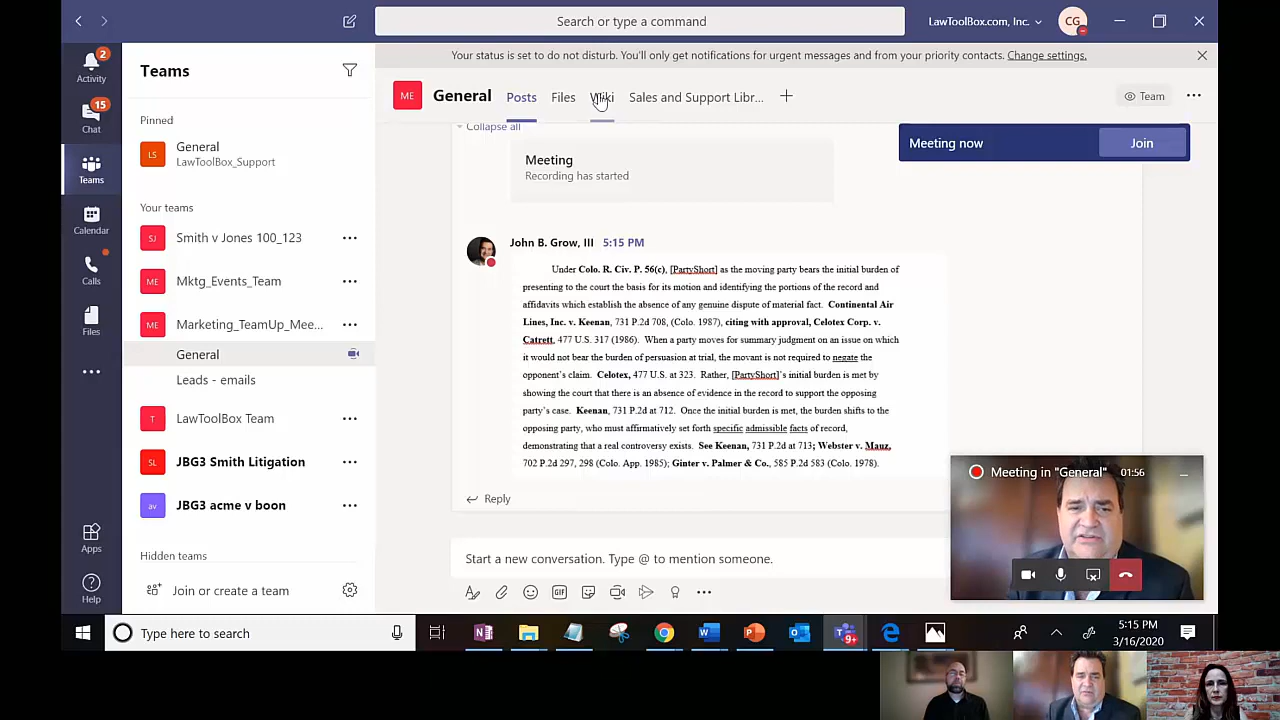 Search or type a command
LawToolBox.com, Inc.
CG
Your status is set to do not disturb. You'll only get notifications for urgent messages and from your priority contacts. Change settings.
2
Activity
15
Chat
Teams
Calendar
Calls
Files
Apps
Help
Teams
Pinned
LS
General
LawToolBox_Support
Your teams
SJ
Smith v Jones 100_123
ME
Mktg_Events_Team
ME
Marketing_TeamUp_Mee...
General
Leads - emails
T
LawToolBox Team
SL
JBG3 Smith Litigation
av
JBG3 acme v boon
Hidden teams
Join or create a team
ME
General
Posts
Files
Wiki
Sales and Support Libr...
Team
Collapse all
Meeting
Recording has started
Meeting now
Join
John B. Grow, III 5:15 PM
Under Colo. R. Civ. P. 56(c), [PartyShort] as the moving party bears the initial burden of
presenting to the court the basis for its motion and identifying the portions of the record and
affidavits which establish the absence of any genuine dispute of material fact. Continental Air
Lines, Inc. v. Keenan, 731 P.2d 708, (Colo. 1987), citing with approval, Celotex Corp. v.
Catrett, 477 U.S. 317 (1986). When a party moves for summary judgment on an issue on which
it would not bear the burden of persuasion at trial, the movant is not required to negate the
opponent's claim. Celotex, 477 U.S. at 323. Rather, [PartyShort]'s initial burden is met by
showing the court that there is an absence of evidence in the record to support the opposing
party's case. Keenan, 731 P.2d at 712. Once the initial burden is met, the burden shifts to the
opposing party, who must affirmatively set forth specific admissible facts of record,
demonstrating that a real controversy exists. See Keenan, 731 P.2d at 713; Webster v. Mauz,
702 P.2d 297, 298 (Colo. App. 1985); Ginter v. Palmer & Co., 585 P.2d 583 (Colo. 1978).
Reply
Start a new conversation. Type @ to mention someone.
GIF
Meeting in "General" 01:56
Type here to search
9+
5:15 PM
3/16/2020